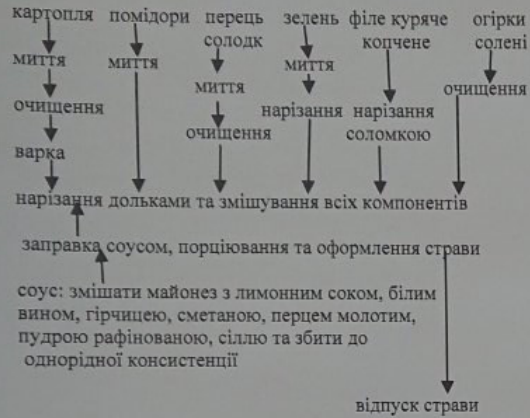 картопля помідори перець зелень філе куряче огірки
солодк копчене солені
миття миття миття
миття очищення
очищення нарізання нарізання
очищення соломкою
варка
нарізання дольками та змішування всіх компонентів
заправка соусом, порціювання та оформлення страви
соус: змішати майонез з лимонним соком, білим
вином, гірчицею, сметаною, перцем молотим,
пудрою рафінованою, сіллю та збити до
однорідної консистенції
відпуск страви